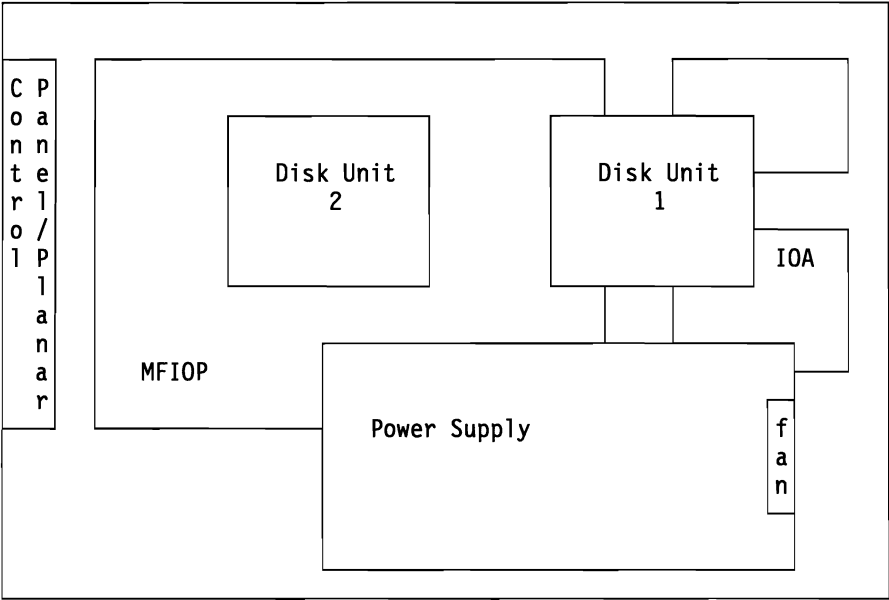 Control
Panel/Planar
Disk Unit
2
Disk Unit
1
IOA
MFIOP
Power Supply
fan